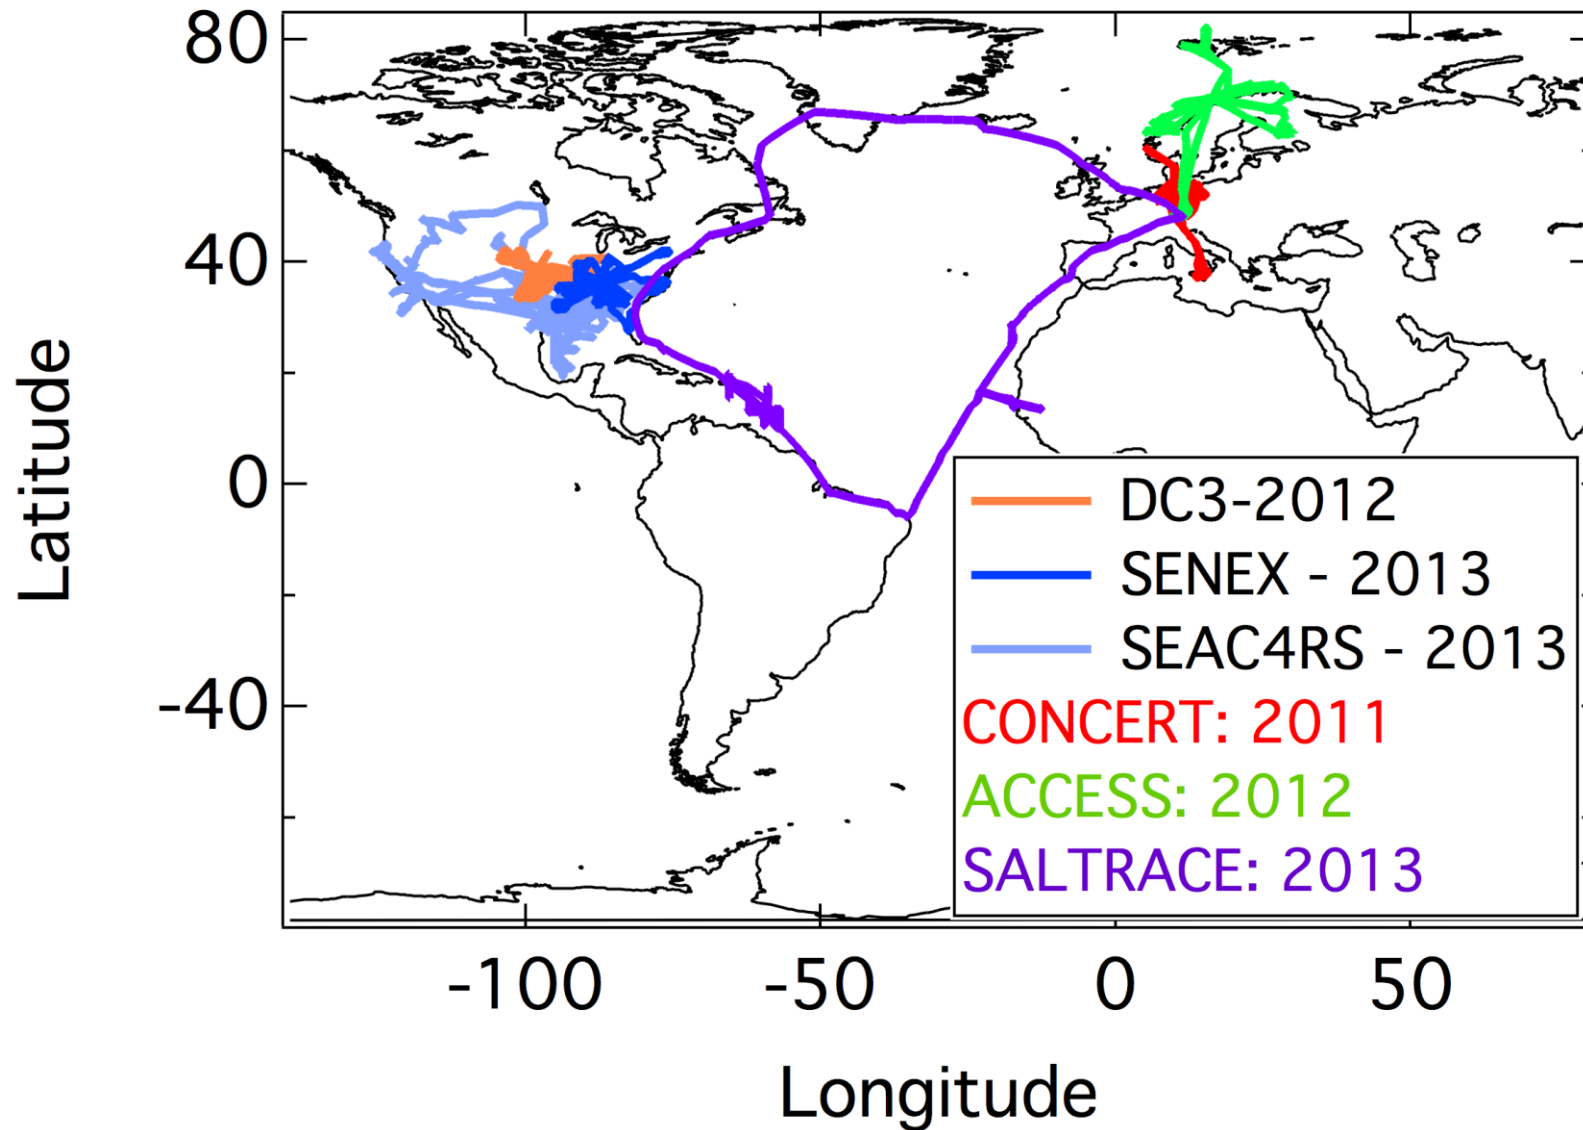 80
40
0
-40
Latitude
-100
-50
0
50
Longitude
DC3-2012
SENEX - 2013
SEAC4RS - 2013
CONCERT: 2011
ACCESS: 2012
SALTRACE: 2013